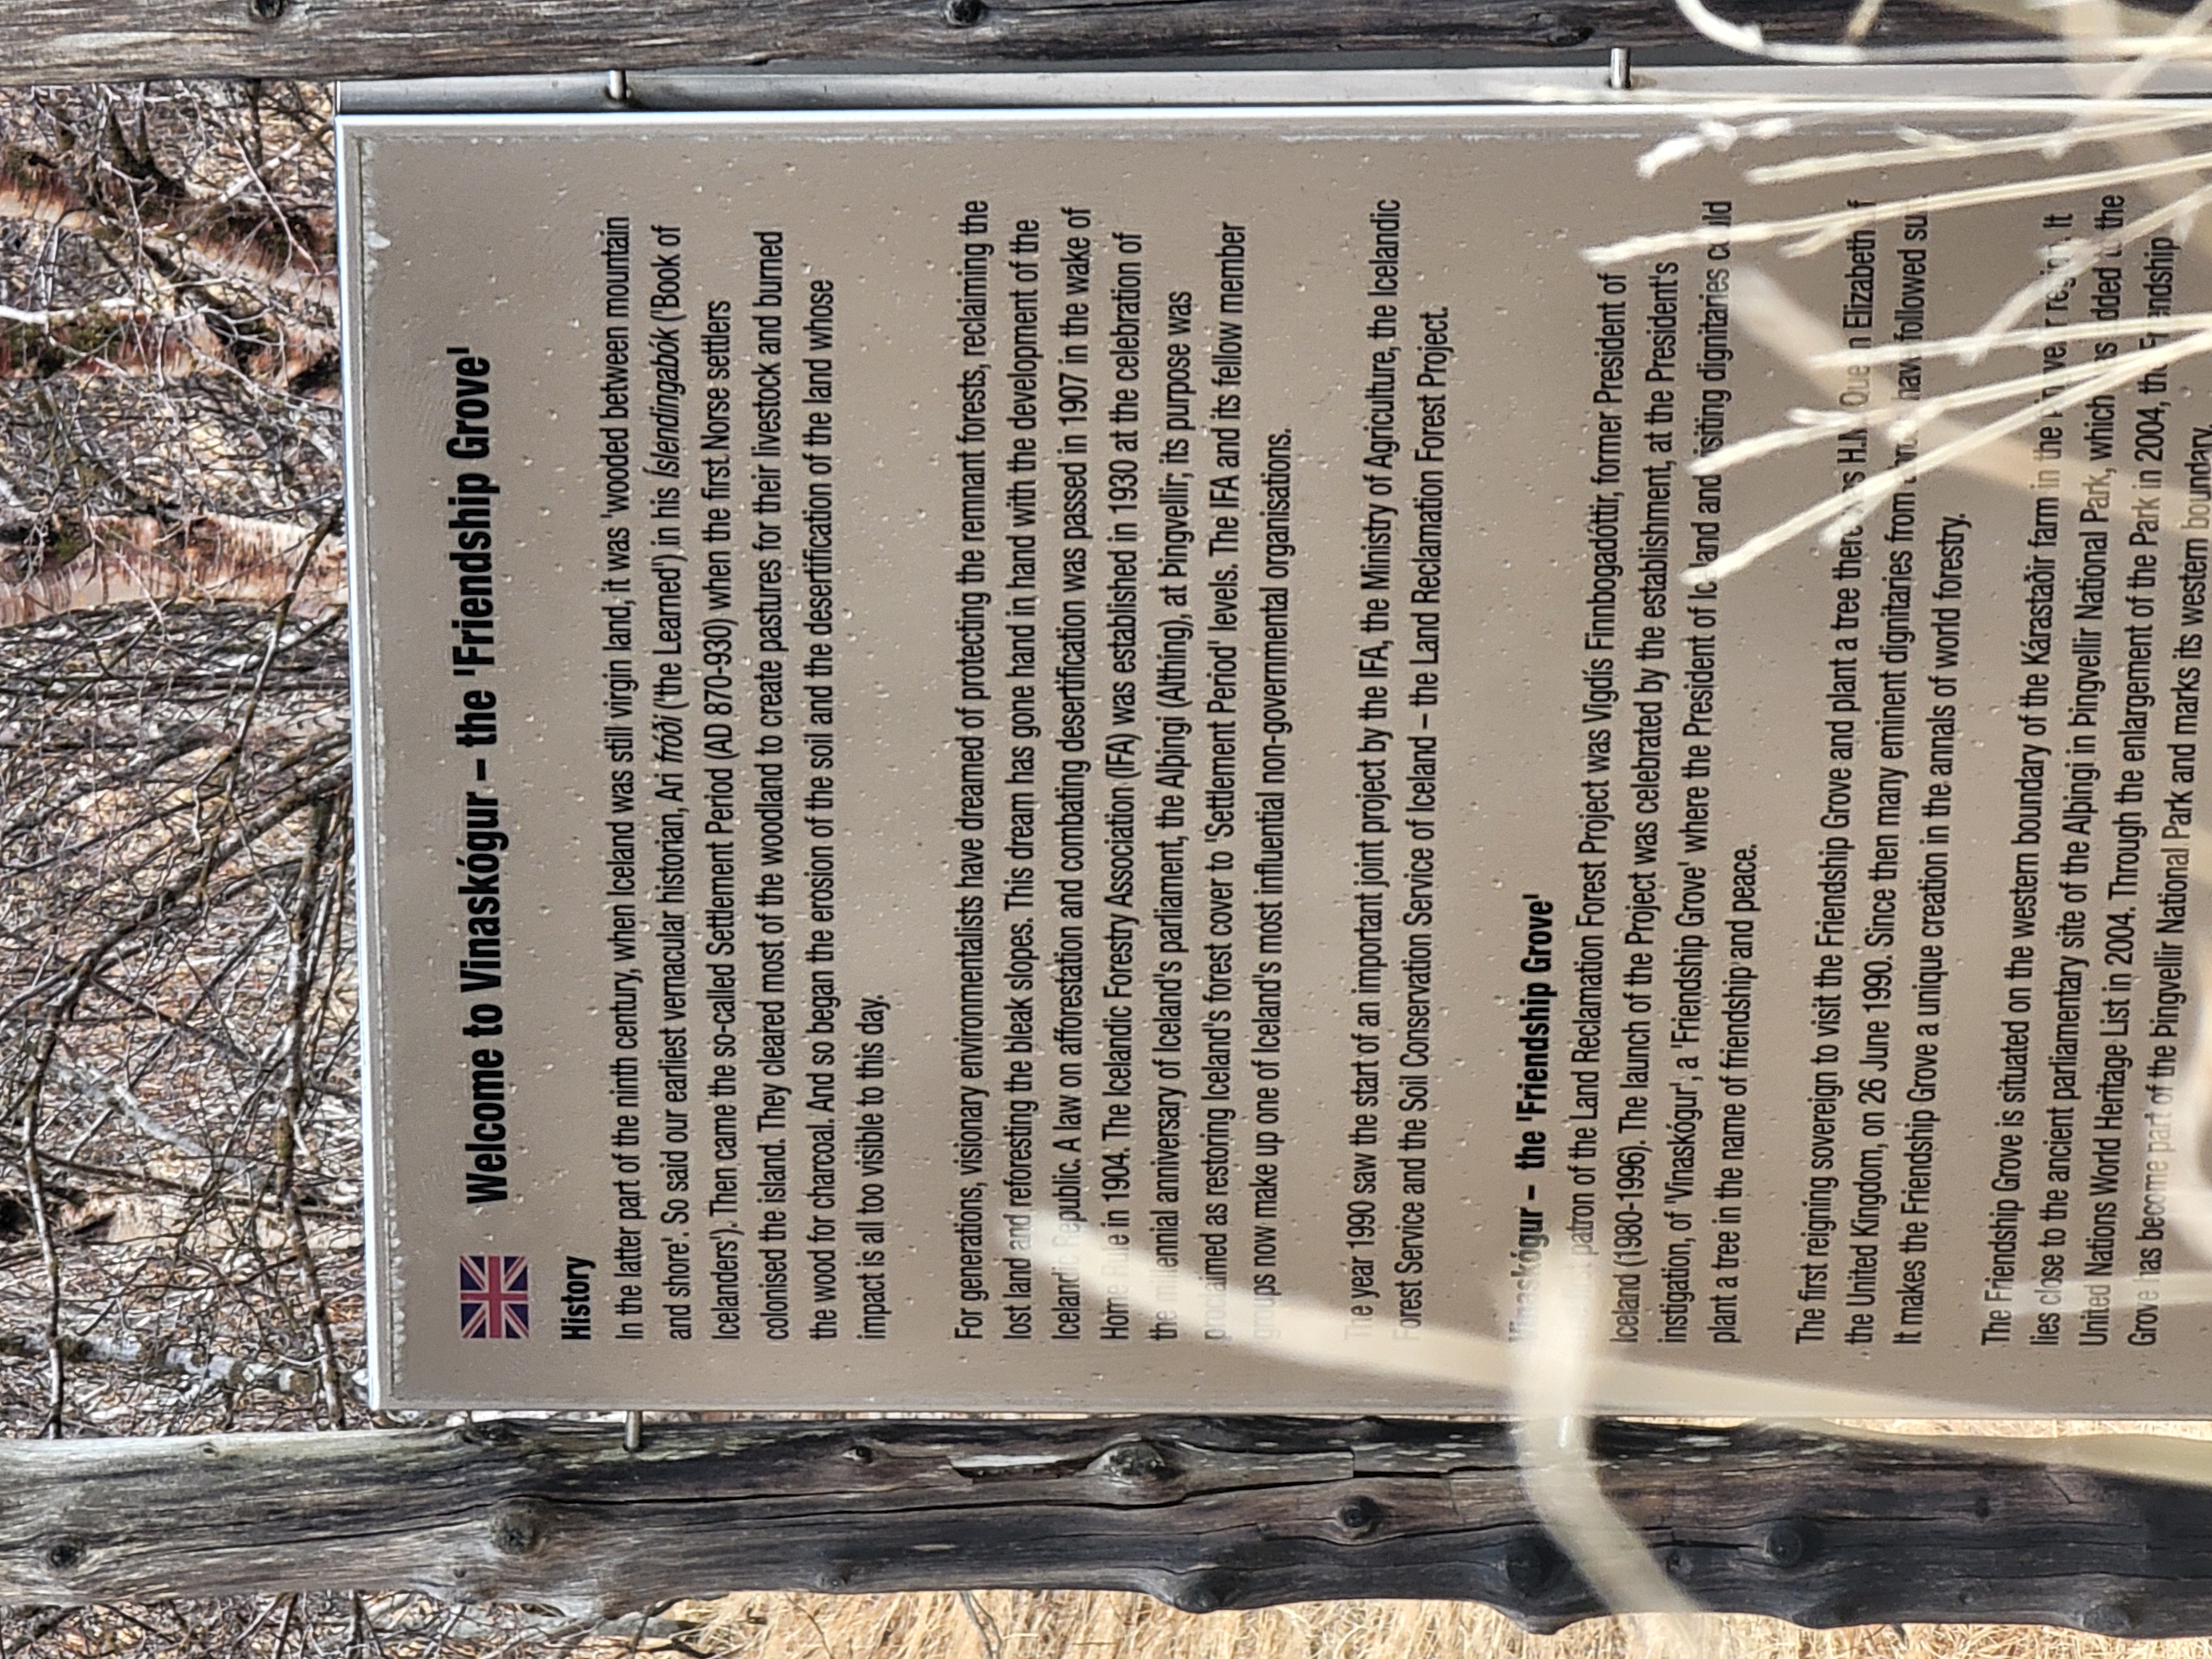 Welcome to Vinaskógur – the 'Friendship Grove'
History
In the latter part of the ninth century, when Iceland was still virgin land, it was 'wooded between mountain
and shore'. So said our earliest vernacular historian, Ari fróði ('the Learned') in his Íslendingabók ('Book of
Icelanders'). Then came the so-called Settlement Period (AD 870-930) when the first Norse settlers
colonised the island. They cleared most of the woodland to create pastures for their livestock and burned
the wood for charcoal. And so began the erosion of the soil and the desertification of the land whose
impact is all too visible to this day.
For generations, visionary environmentalists have dreamed of protecting the remnant forests, reclaiming the
lost land and reforesting the bleak slopes. This dream has gone hand in hand with the development of the
Icelandic Republic. A law on afforestation and combating desertification was passed in 1907 in the wake of
Home Rule in 1904. The Icelandic Forestry Association (IFA) was established in 1930 at the celebration of
the millennial anniversary of Iceland's parliament, the Alþingi (Althing), at Þingvellir; its purpose was
proclaimed as restoring Iceland's forest cover to 'Settlement Period' levels. The IFA and its fellow member
groups now make up one of Iceland's most influential non-governmental organisations.
The year 1990 saw the start of an important joint project by the IFA, the Ministry of Agriculture, the Icelandic
Forest Service and the Soil Conservation Service of Iceland – the Land Reclamation Forest Project.
Vinaskógur – the 'Friendship Grove'
patron of the Land Reclamation Forest Project was Vigdís Finnbogadóttir, former President of
Iceland (1980-1996). The launch of the Project was celebrated by the establishment, at the President's
instigation, of 'Vinaskógur', a 'Friendship Grove' where the President of Iceland and visiting dignitaries could
plant a tree in the name of friendship and peace.
The first reigning sovereign to visit the Friendship Grove and plant a tree there was H.M. Queen Elizabeth of
the United Kingdom, on 26 June 1990. Since then many eminent dignitaries from have followed suit.
It makes the Friendship Grove a unique creation in the annals of world forestry.
The Friendship Grove is situated on the western boundary of the Kárastaðir farm in the region. It
lies close to the ancient parliamentary site of the Alþingi in Þingvellir National Park, which was added to the
United Nations World Heritage List in 2004. Through the enlargement of the Park in 2004, the Friendship
Grove has become part of the Þingvellir National Park and marks its western boundary.